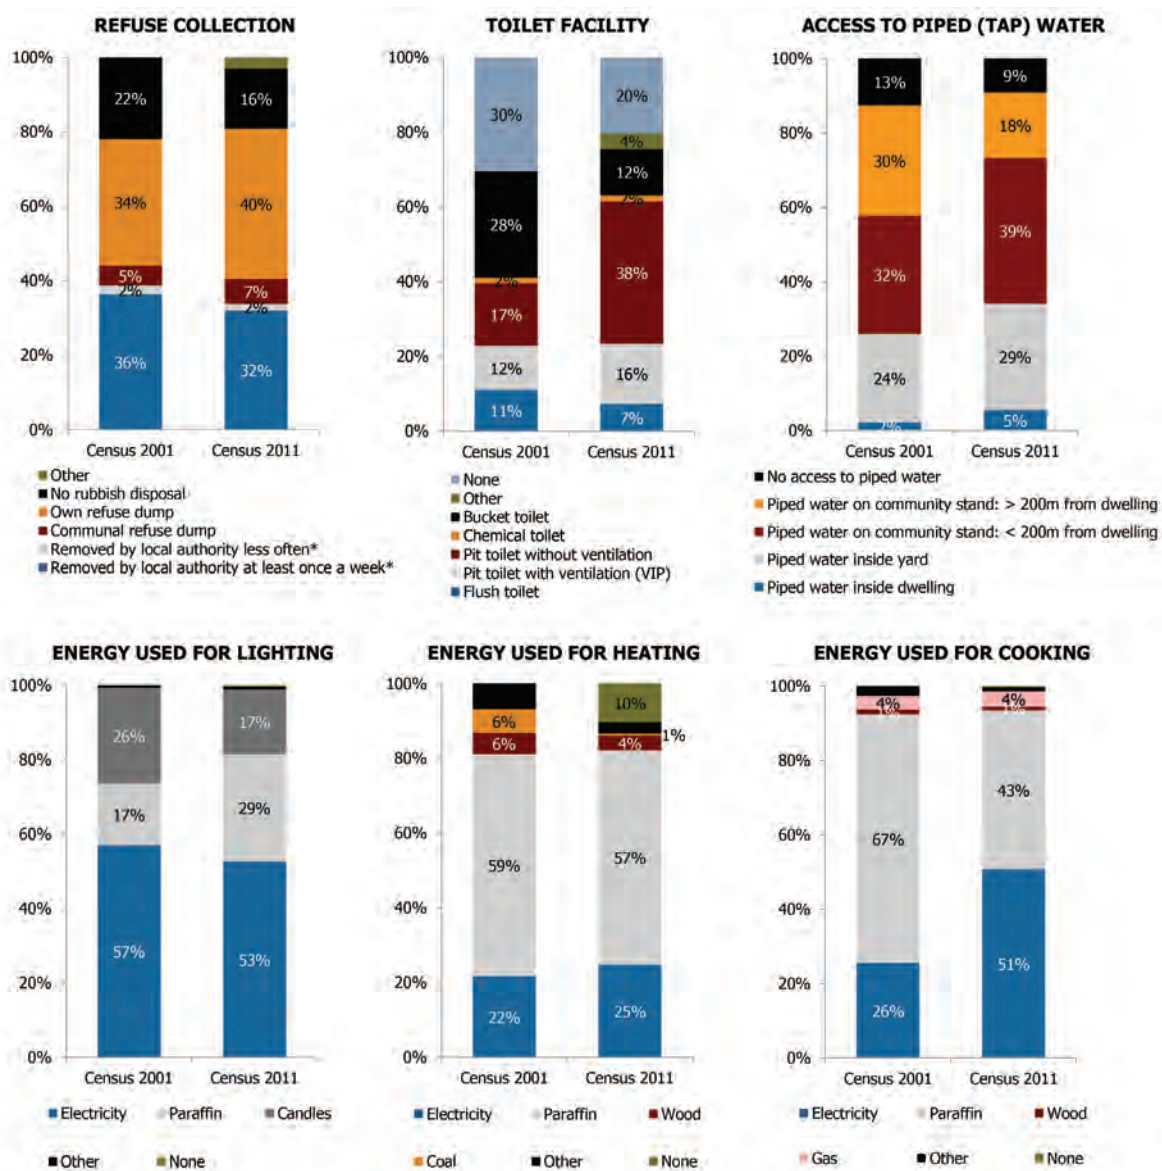 REFUSE COLLECTION
100%
80%
60%
40%
20%
0%
22%
34%
5%
2%
36%
16%
40%
7%
2%
32%
Census 2001
Census 2011
Other
No rubbish disposal
Own refuse dump
Communal refuse dump
Removed by local authority less often*
Removed by local authority at least once a week*
TOILET FACILITY
100%
80%
60%
40%
20%
0%
30%
28%
2%
17%
12%
11%
20%
4%
12%
2%
38%
16%
7%
Census 2001
Census 2011
None
Other
Bucket toilet
Chemical toilet
Pit toilet without ventilation
Pit toilet with ventilation (VIP)
Flush toilet
ACCESS TO PIPED (TAP) WATER
100%
80%
60%
40%
20%
0%
13%
30%
32%
24%
2%
9%
18%
39%
29%
5%
Census 2001
Census 2011
No access to piped water
Piped water on community stand: > 200m from dwelling
Piped water on community stand: < 200m from dwelling
Piped water inside yard
Piped water inside dwelling
ENERGY USED FOR LIGHTING
100%
80%
60%
40%
20%
0%
26%
17%
57%
17%
29%
53%
Census 2001
Census 2011
Electricity Paraffin Candles
Other None
ENERGY USED FOR HEATING
100%
80%
60%
40%
20%
0%
6%
6%
59%
22%
10%
1%
4%
57%
25%
Census 2001
Census 2011
Electricity Paraffin Wood
Coal Other None
ENERGY USED FOR COOKING
100%
80%
60%
40%
20%
0%
4%
1%
67%
26%
4%
1%
43%
51%
Census 2001
Census 2011
Electricity Paraffin Wood
Gas Other None